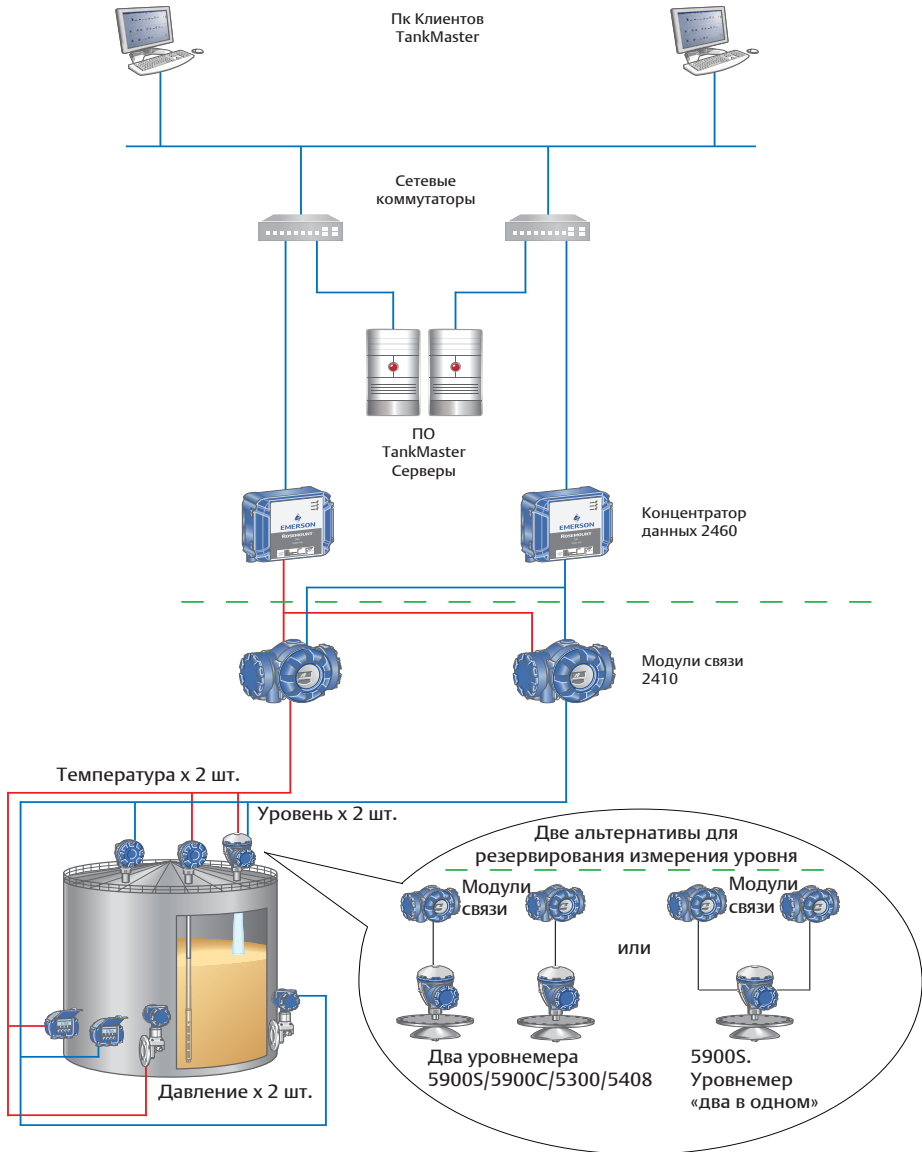 Пк Клиентов
TankMaster
Сетевые
коммутаторы
ПО
TankMaster
Серверы
EMERSON
ROSEMOUNT
EMERSON
ROSEMOUNT
Концентратор
данных 2460
Модули связи
2410
Температура x 2 шт.
Уровень x 2 шт.
Давление x 2 шт.
Две альтернативы для
резервирования измерения уровня
Модули
связи
или
Модули
связи
Два уровнемера
5900S/5900C/5300/5408
5900S.
Уровнемер
«два в одном»